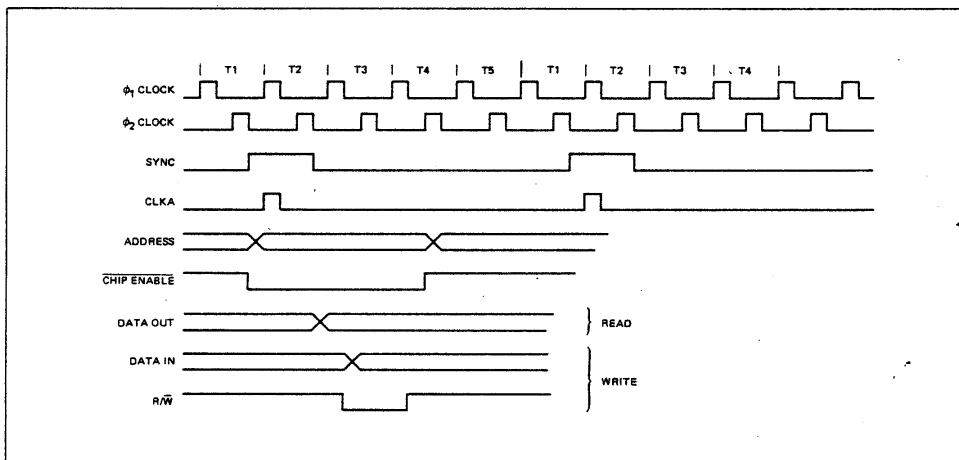 T1 T2 T3 T4 T5 T1 T2 T3 T4
ϕ₁ CLOCK
ϕ₂ CLOCK
SYNC
CLKA
ADDRESS
CHIP ENABLE
DATA OUT
READ
DATA IN
WRITE
R/W̅